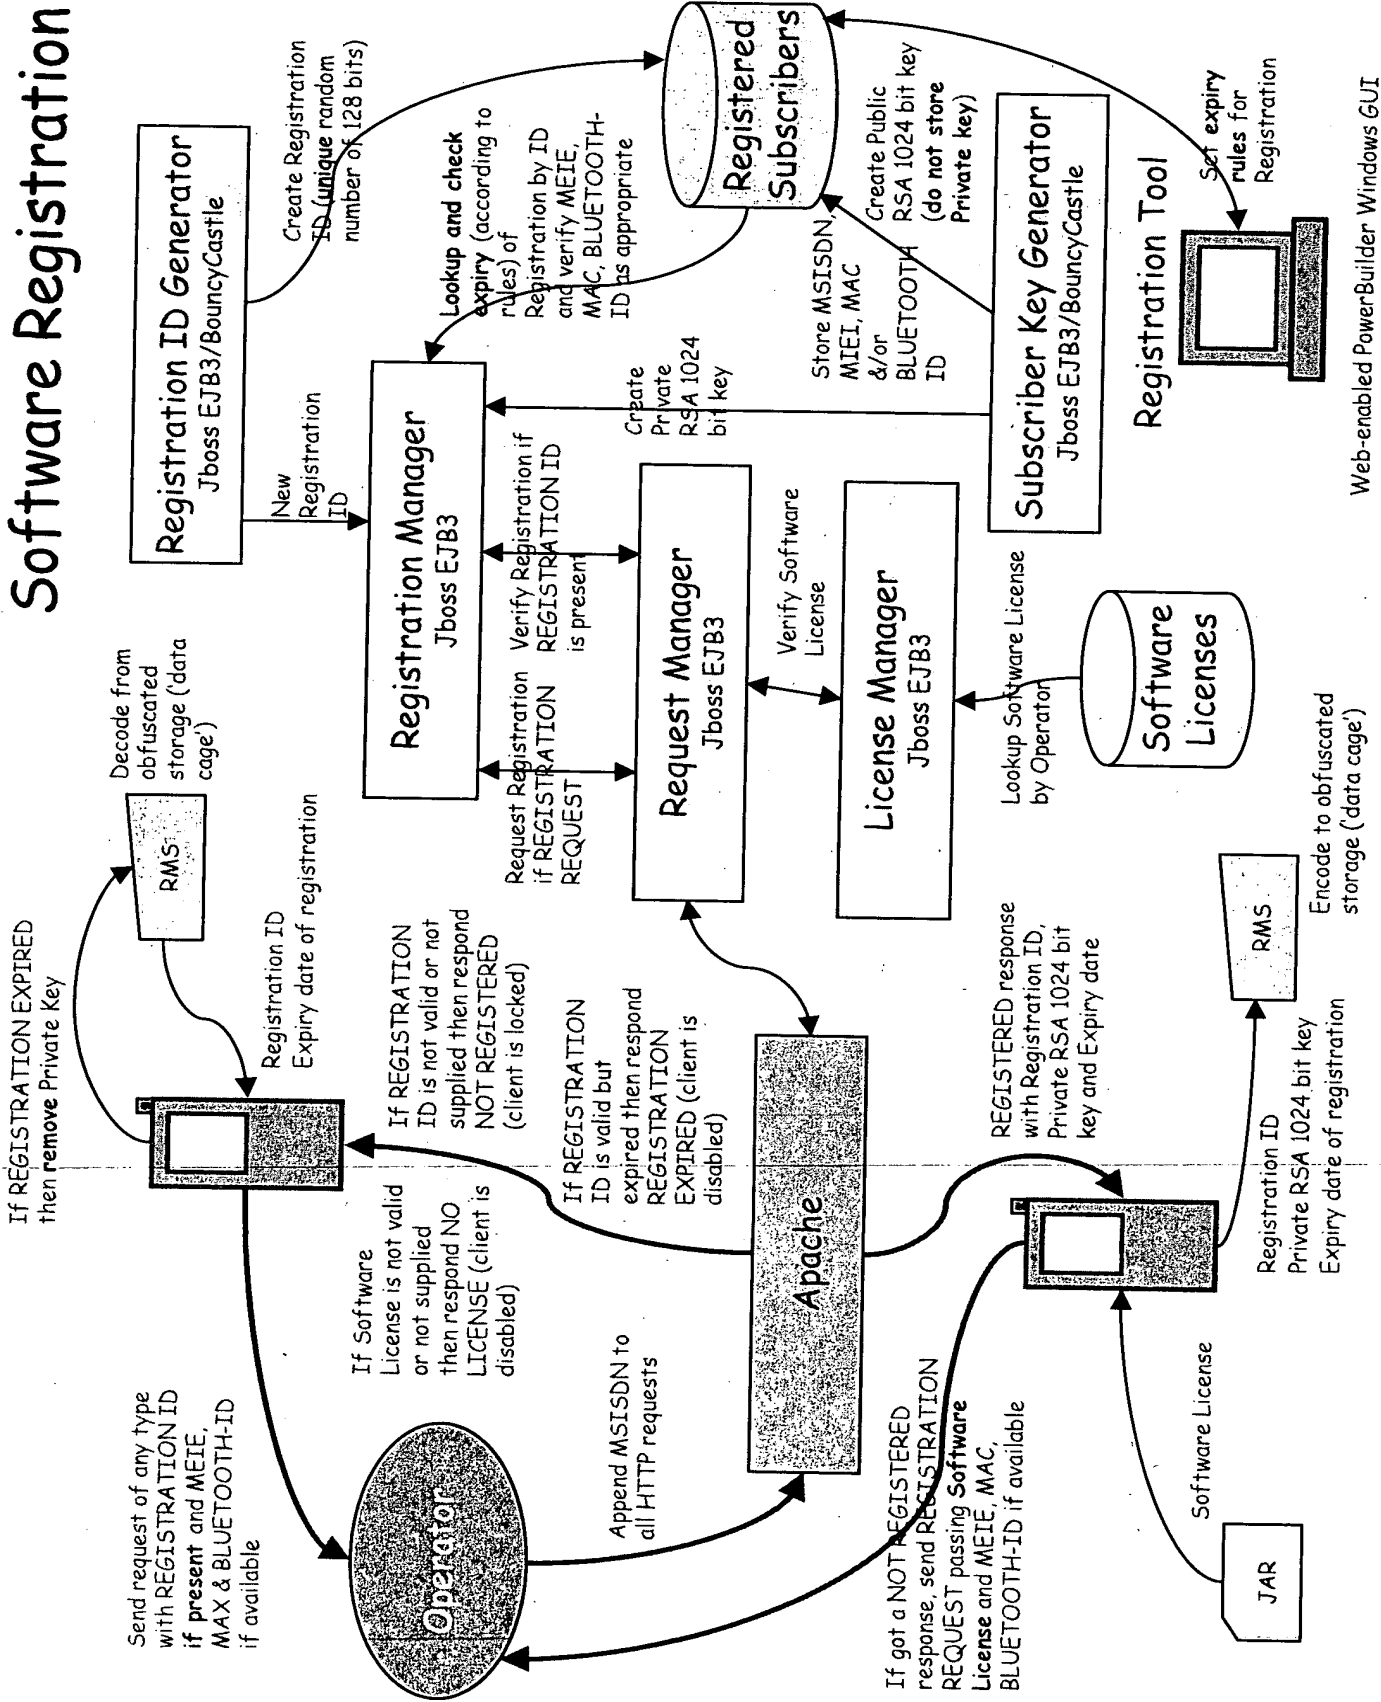 Software Registration
If REGISTRATION EXPIRED
then remove Private Key
Decode from
obfuscated
storage ('data
cage')
RMS
Registration ID
Expiry date of registration
Send request of any type
with REGISTRATION ID
if present and MEIE,
MAX & BLUETOOTH-ID
if available
Registration ID Generator
Jboss EJB3/BouncyCastle
Create Registration
ID (unique random
number of 128 bits)
New
Registration
ID
If Software
License is not valid
or not supplied
then respond NO
LICENSE (client is
disabled)
If REGISTRATION
ID is not valid or not
supplied then respond
NOT REGISTERED
(client is locked)
Registration Manager
Jboss EJB3
Lookup and check
expiry (according to
rules) of
Registration by ID
and verify MEIE,
MAC, BLUETOOTH-
ID as appropriate
Operator
Request Registration
if REGISTRATION
REQUEST
Verify Registration if
REGISTRATION ID
is present
If REGISTRATION
ID is valid but
expired then respond
REGISTRATION
EXPIRED (client is
disabled)
Append MSISDN to
all HTTP requests
Create
Private
RSA 1024
bit key
Request Manager
Jboss EJB3
Registered
Subscribers
Apache
Verify Software
License
Store MSISDN,
MIEI, MAC
&/or
BLUETOOTH
ID
Create Public
RSA 1024 bit key
(do not store
Private key)
License Manager
Jboss EJB3
If got a NOT REGISTERED
response, send REGISTRATION
REQUEST passing Software
License and MEIE, MAC,
BLUETOOTH-ID if available
REGISTERED response
with Registration ID,
Private RSA 1024 bit
key and Expiry date
Lookup Software License
by Operator
Subscriber Key Generator
Jboss EJB3/BouncyCastle
Software
Licenses
Registration Tool
Set expiry
rules for
Registration
Software License
JAR
RMS
Registration ID
Private RSA 1024 bit key
Expiry date of registration
Encode to obfuscated
storage ('data cage')
Web-enabled PowerBuilder Windows GUI